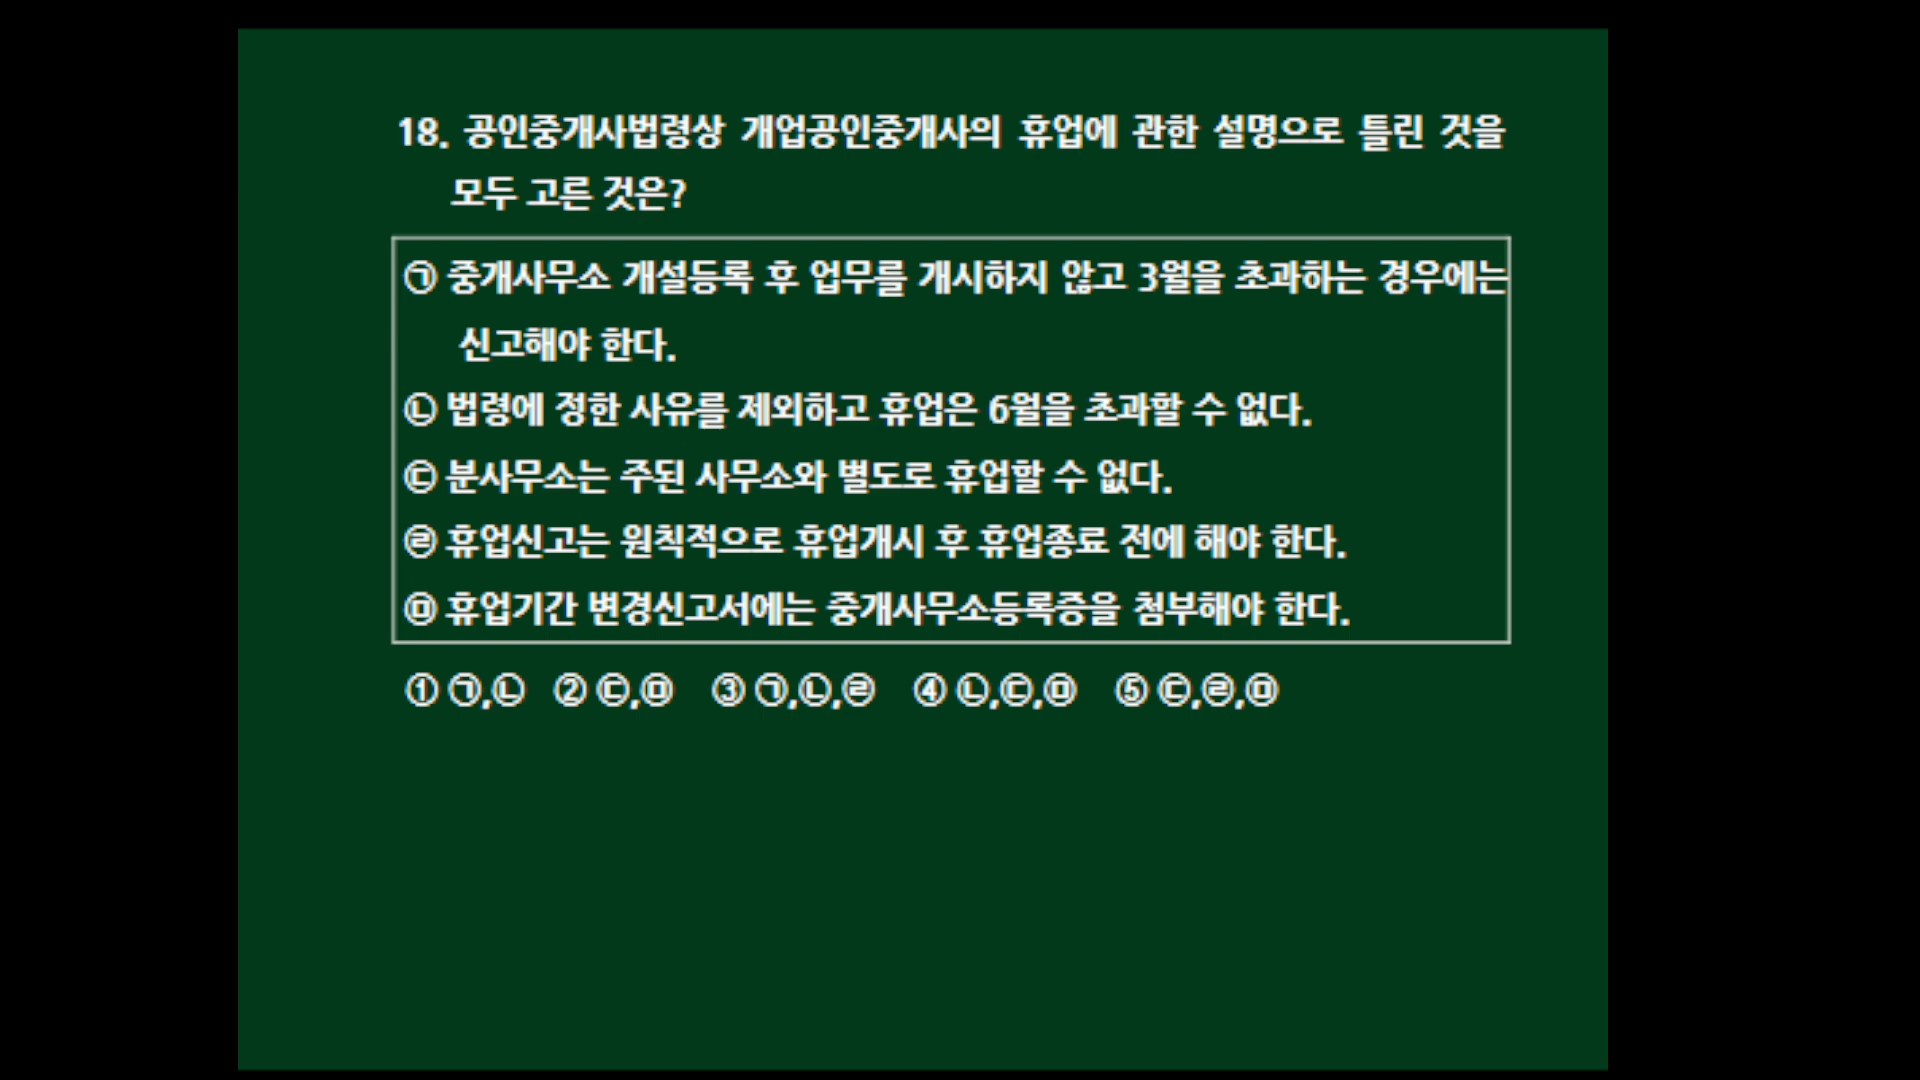 18. 공인중개사법령상 개업공인중개사의 휴업에 관한 설명으로 틀린 것을
모두 고른 것은?
㉠ 중개사무소 개설등록 후 업무를 개시하지 않고 3월을 초과하는 경우에는
신고해야 한다.
㉡ 법령에 정한 사유를 제외하고 휴업은 6월을 초과할 수 없다.
㉢ 분사무소는 주된 사무소와 별도로 휴업할 수 없다.
㉣ 휴업신고는 원칙적으로 휴업개시 후 휴업종료 전에 해야 한다.
㉤ 휴업기간 변경신고서에는 중개사무소등록증을 첨부해야 한다.
① ㉠,㉡ ② ㉢,㉤ ③ ㉠,㉡,㉣ ④ ㉡,㉢,㉤ ⑤ ㉢,㉣,㉤